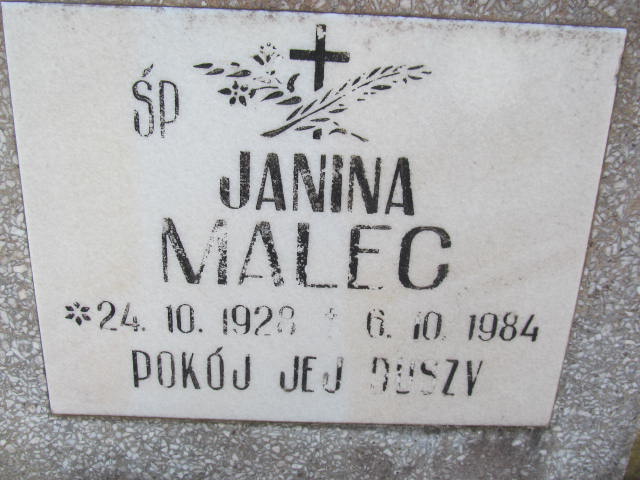 ŚP
JANINA
MALEC
* 24. 10. 1928 † 6. 10. 1984
POKÓJ JEJ DUSZY